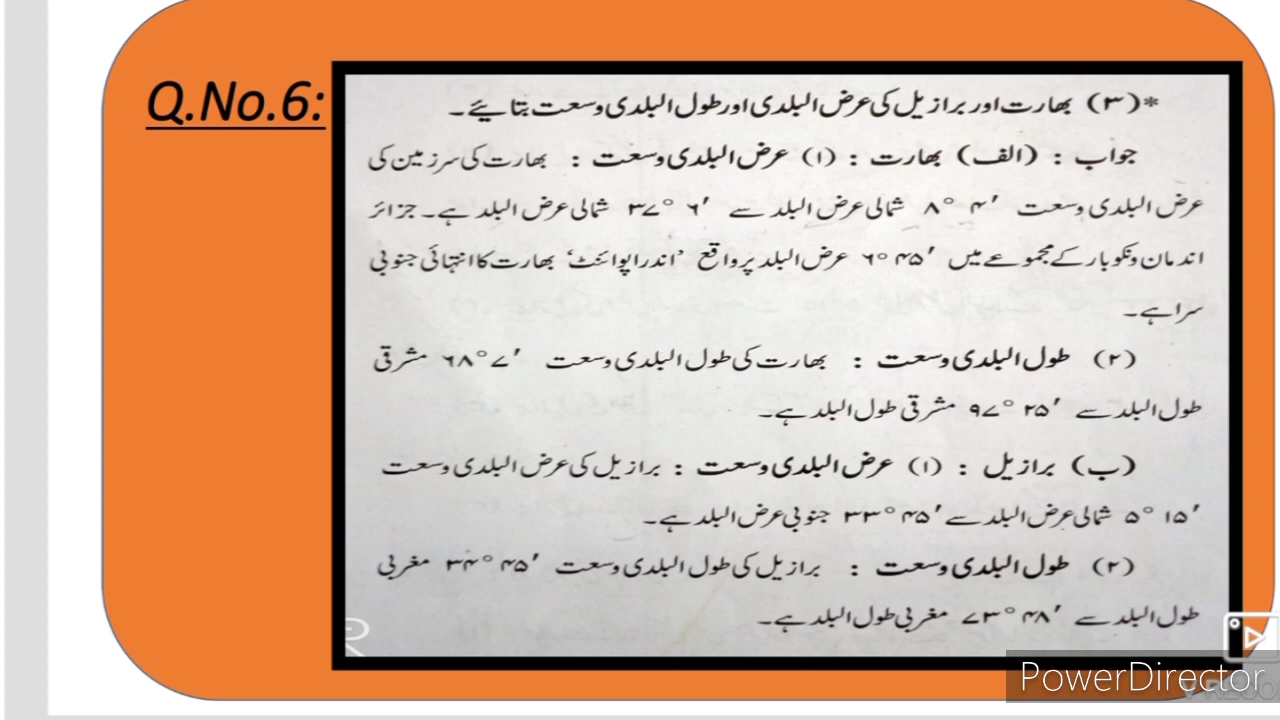 Q.No.6:
*(۳) بھارت اور برازیل کی عرض البلدی اور طول البلدی وسعت بتائیے۔
جواب : (الف) بھارت : (۱) عرض البلدی وسعت : بھارت کی سرزمین کی
عرض البلدی وسعت ۸° ۴′ شمالی عرض البلد سے ۳۷° ۶′ شمالی عرض البلد ہے۔ جزائر
اندمان ونکوبار کے مجموعے میں ۶° ۴۵′ عرض البلد پر واقع ’اندرا پوائنٹ‘ بھارت کا انتہائی جنوبی
سرا ہے۔
(۲) طول البلدی وسعت : بھارت کی طول البلدی وسعت ۶۸° ۷′ مشرقی
طول البلد سے ۹۷° ۲۵′ مشرقی طول البلد ہے۔
(ب) برازیل : (۱) عرض البلدی وسعت : برازیل کی عرض البلدی وسعت
۵° ۱۵′ شمالی عرض البلد سے ۳۳° ۴۵′ جنوبی عرض البلد ہے۔
(۲) طول البلدی وسعت : برازیل کی طول البلدی وسعت ۳۴° ۴۵′ مغربی
طول البلد سے ۷۳° ۴۸′ مغربی طول البلد ہے۔
PowerDirector